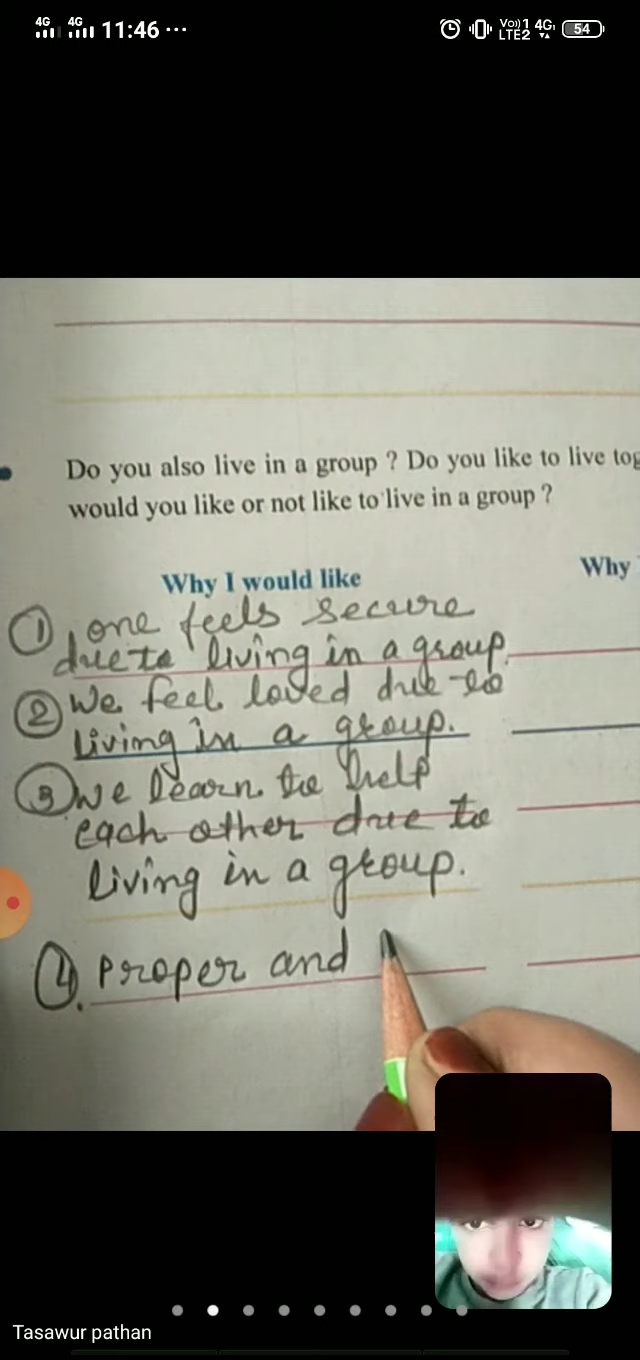 4G 4G 11:46 ... Vo)) 1 LTE2 4G 54
Do you also live in a group ? Do you like to live tog
would you like or not like to live in a group ?
Why I would like Why
① one feels secure
due to living in a group.
② We feel loved due to
living in a group.
③ we learn to help
each other due to
living in a group.
④. proper and
Tasawur pathan